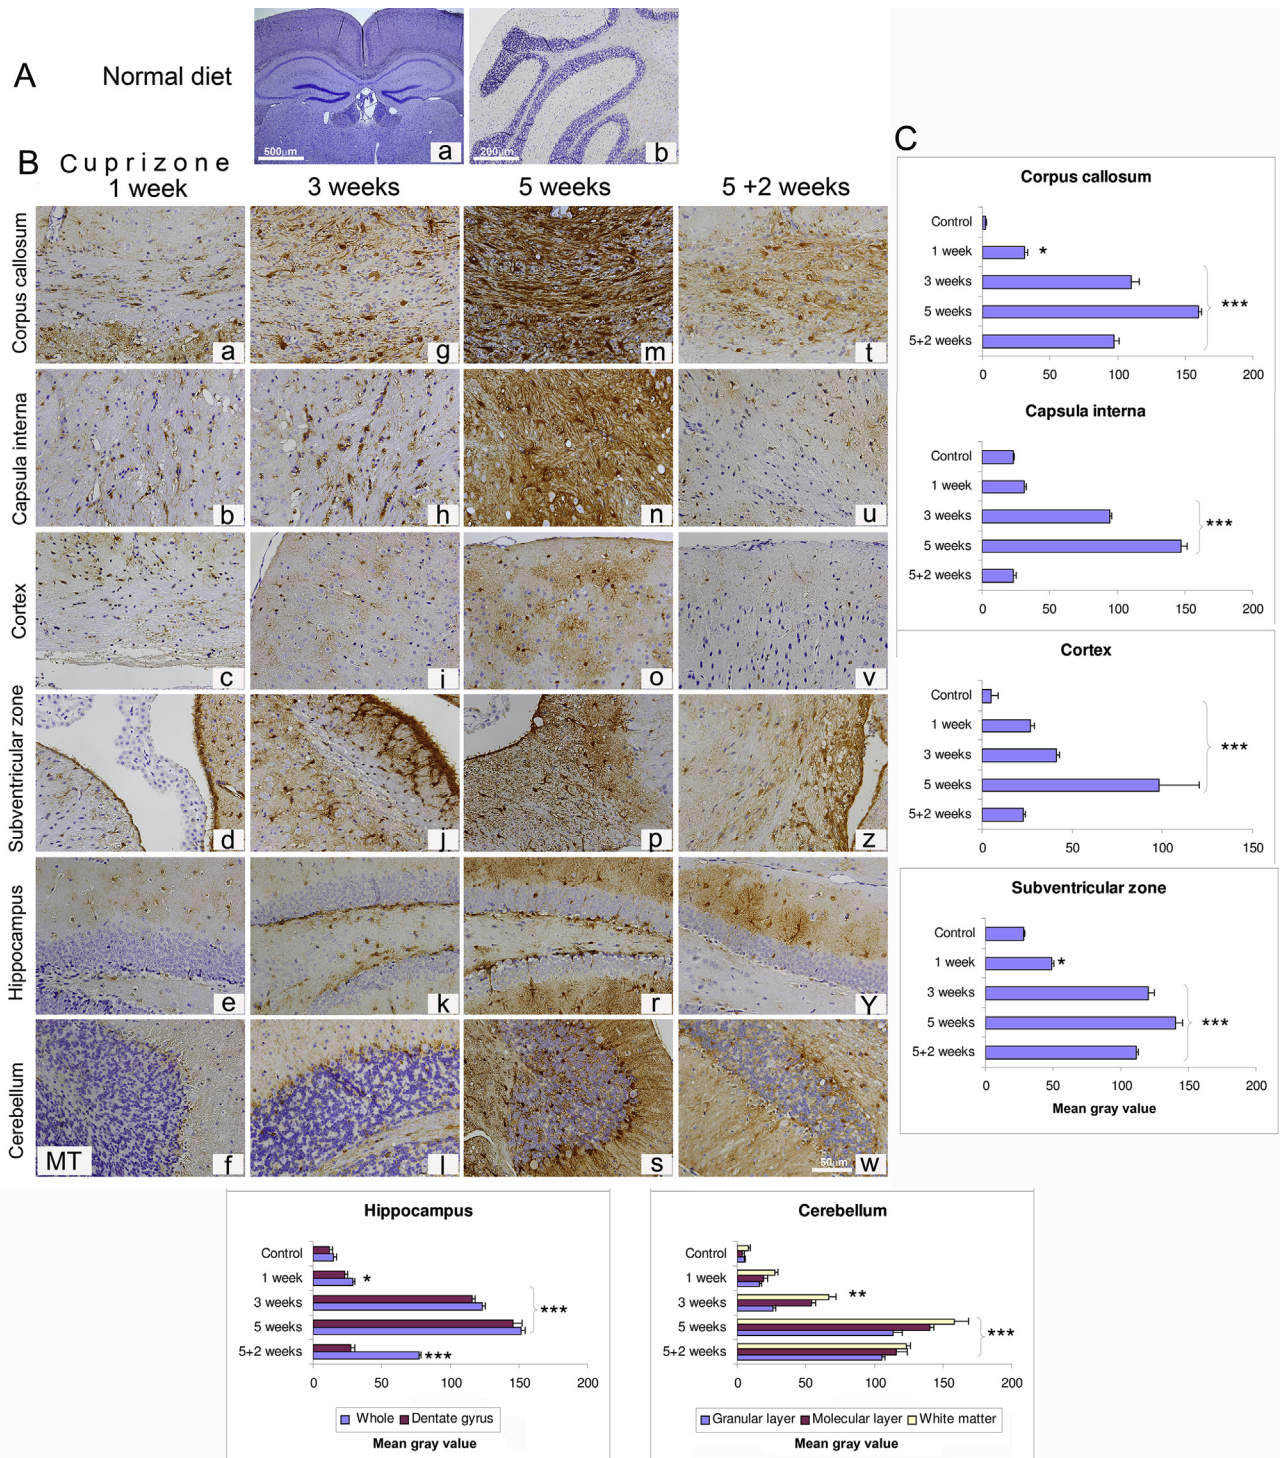 A
Normal diet
500µm
a
200µm
b
B
Cuprizone
1 week
3 weeks
5 weeks
5 +2 weeks
Corpus callosum
a
g
m
t
Capsula interna
b
h
n
u
Cortex
c
i
o
v
Subventricular zone
d
j
p
z
Hippocampus
e
k
r
Y
Cerebellum
MT
f
l
s
50µm
w
C
Corpus callosum
Control
1 week
*
3 weeks
5 weeks
***
5+2 weeks
0 50 100 150 200
Capsula interna
Control
1 week
3 weeks
***
5 weeks
5+2 weeks
0 50 100 150 200
Cortex
Control
1 week
***
3 weeks
5 weeks
5+2 weeks
0 50 100 150
Subventricular zone
Control
1 week
*
3 weeks
5 weeks
***
5+2 weeks
0 50 100 150 200
Mean gray value
Hippocampus
Control
1 week
*
3 weeks
***
5 weeks
5+2 weeks
***
0 50 100 150 200
Whole Dentate gyrus
Mean gray value
Cerebellum
Control
1 week
3 weeks
**
5 weeks
***
5+2 weeks
0 50 100 150 200
Granular layer Molecular layer White matter
Mean gray value